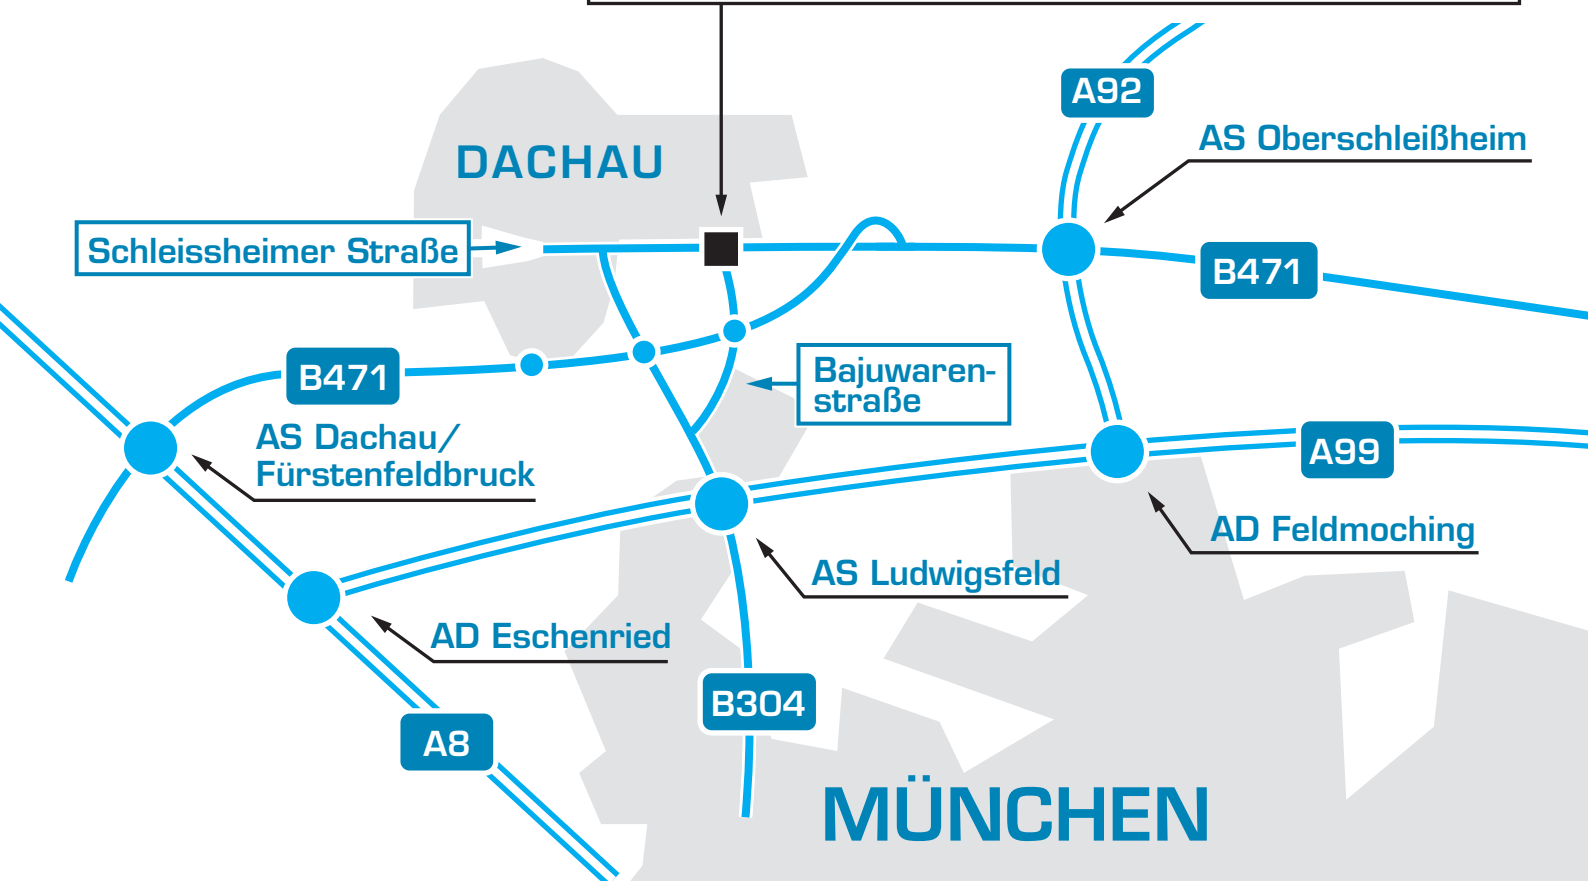 A92
AS Oberschleißheim
DACHAU
Schleissheimer Straße
B471
B471
Bajuwaren-
straße
AS Dachau/
Fürstenfeldbruck
A99
AD Feldmoching
AS Ludwigsfeld
AD Eschenried
B304
A8
MÜNCHEN